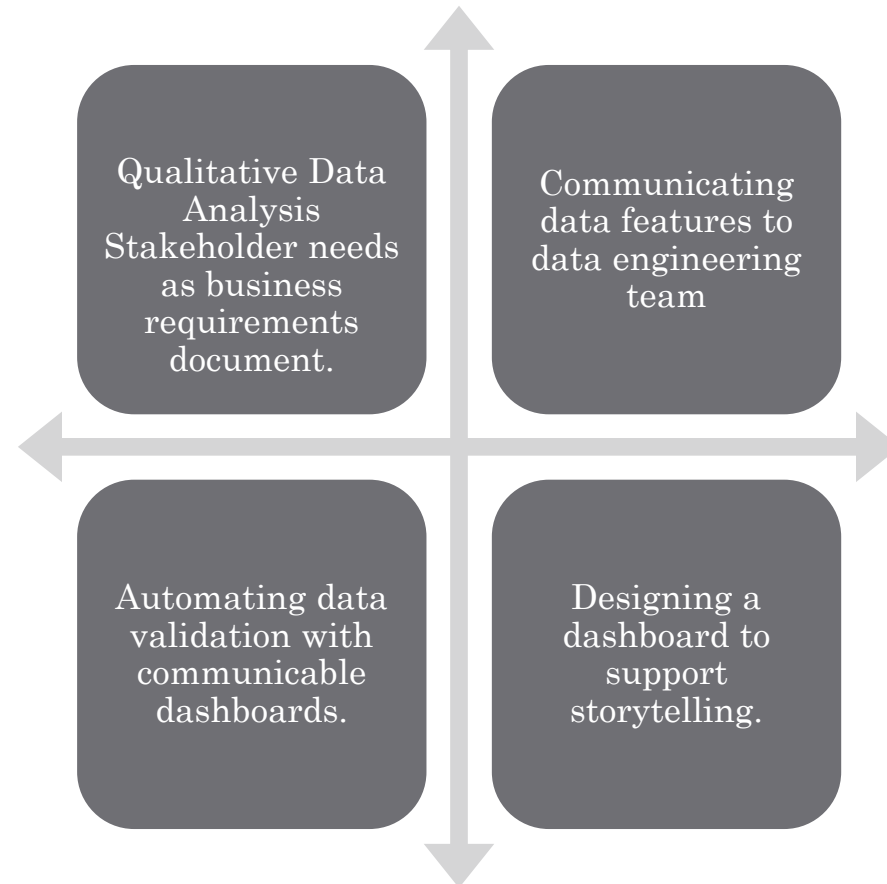 Qualitative Data
Analysis
Stakeholder needs
as business
requirements
document.
Communicating
data features to
data engineering
team
Automating data
validation with
communicable
dashboards.
Designing a
dashboard to
support
storytelling.